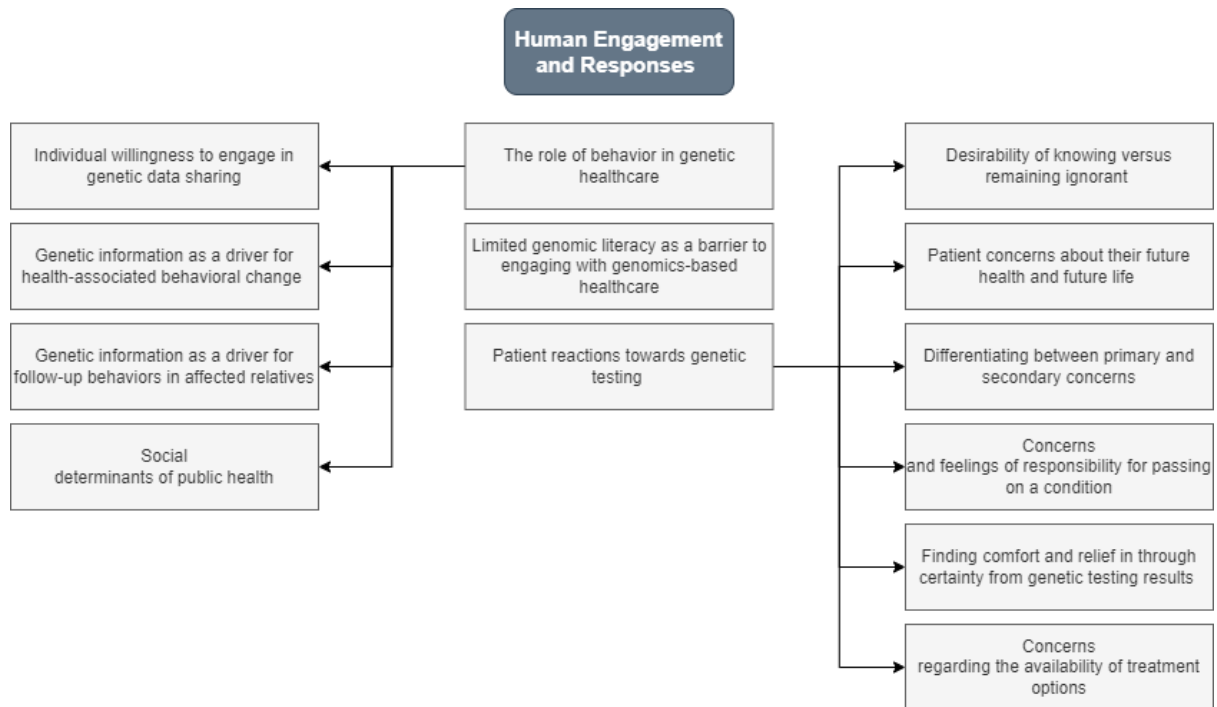 Human Engagement
and Responses
Individual willingness to engage in
genetic data sharing
Genetic information as a driver for
health-associated behavioral change
Genetic information as a driver for
follow-up behaviors in affected relatives
Social
determinants of public health
The role of behavior in genetic
healthcare
Limited genomic literacy as a barrier to
engaging with genomics-based
healthcare
Patient reactions towards genetic
testing
Desirability of knowing versus
remaining ignorant
Patient concerns about their future
health and future life
Differentiating between primary and
secondary concerns
Concerns
and feelings of responsibility for passing
on a condition
Finding comfort and relief in through
certainty from genetic testing results
Concerns
regarding the availability of treatment
options